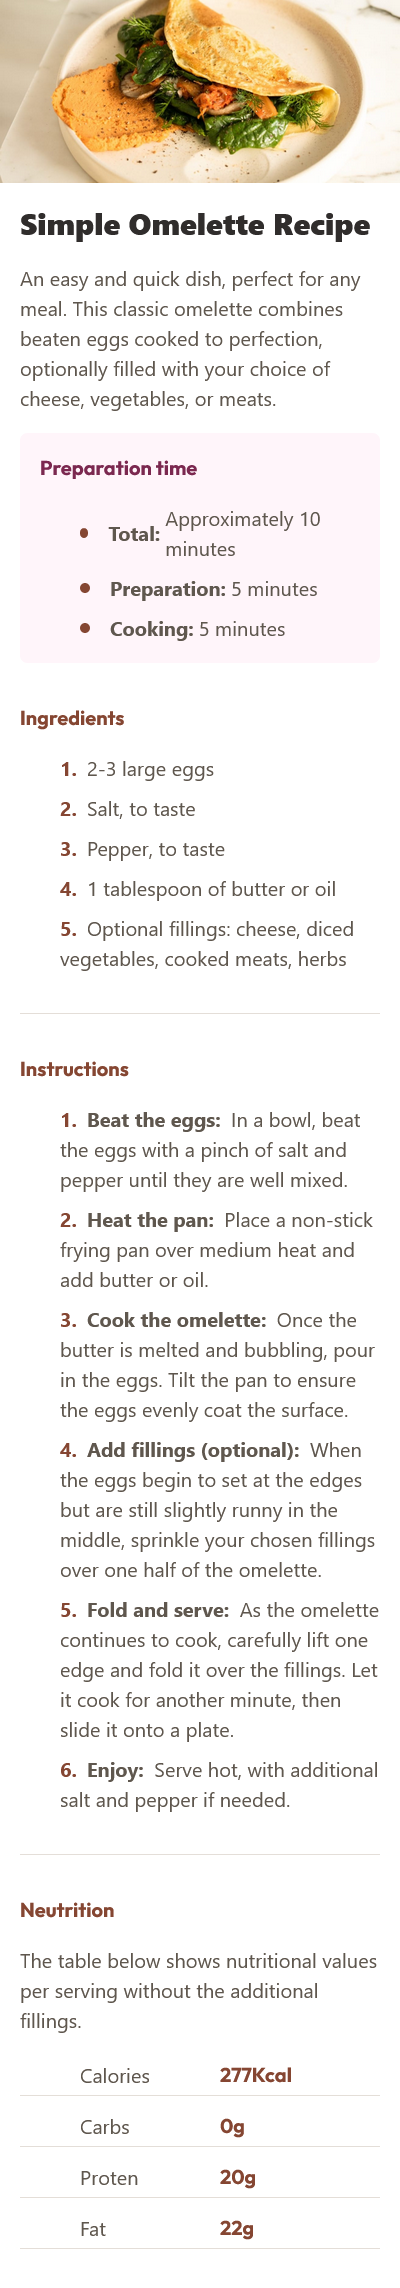 Simple Omelette Recipe
An easy and quick dish, perfect for any
meal. This classic omelette combines
beaten eggs cooked to perfection,
optionally filled with your choice of
cheese, vegetables, or meats.
Preparation time
Total: Approximately 10
minutes
Preparation: 5 minutes
Cooking: 5 minutes
Ingredients
1. 2-3 large eggs
2. Salt, to taste
3. Pepper, to taste
4. 1 tablespoon of butter or oil
5. Optional fillings: cheese, diced
vegetables, cooked meats, herbs
Instructions
1. Beat the eggs: In a bowl, beat
the eggs with a pinch of salt and
pepper until they are well mixed.
2. Heat the pan: Place a non-stick
frying pan over medium heat and
add butter or oil.
3. Cook the omelette: Once the
butter is melted and bubbling, pour
in the eggs. Tilt the pan to ensure
the eggs evenly coat the surface.
4. Add fillings (optional): When
the eggs begin to set at the edges
but are still slightly runny in the
middle, sprinkle your chosen fillings
over one half of the omelette.
5. Fold and serve: As the omelette
continues to cook, carefully lift one
edge and fold it over the fillings. Let
it cook for another minute, then
slide it onto a plate.
6. Enjoy: Serve hot, with additional
salt and pepper if needed.
Neutrition
The table below shows nutritional values
per serving without the additional
fillings.
Calories 277Kcal
Carbs 0g
Proten 20g
Fat 22g